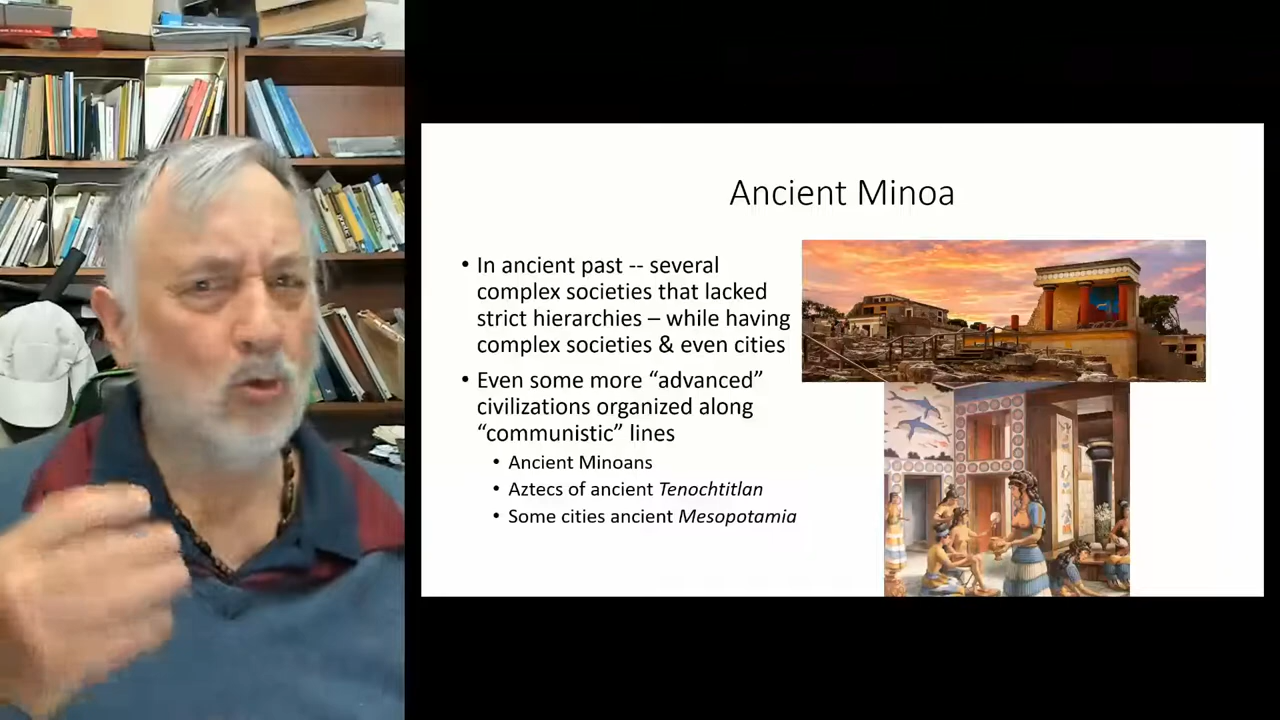 Ancient Minoa
• In ancient past -- several
complex societies that lacked
strict hierarchies – while having
complex societies & even cities
• Even some more “advanced”
civilizations organized along
“communistic” lines
• Ancient Minoans
• Aztecs of ancient Tenochtitlan
• Some cities ancient Mesopotamia